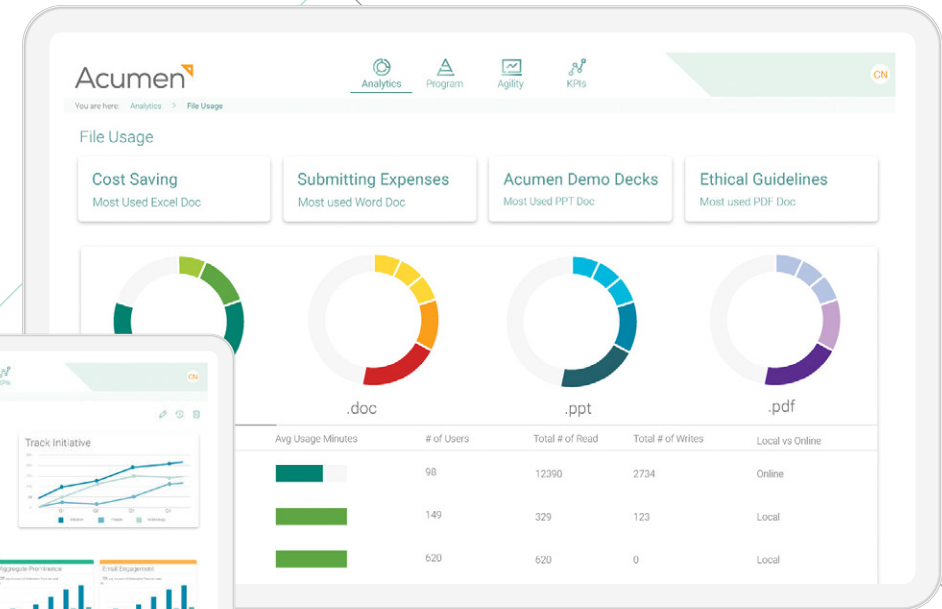 Acumen
Analytics
Program
Agility
KPIs
CN
You are here: Analytics > File Usage
File Usage
Cost Saving
Most Used Excel Doc
Submitting Expenses
Most used Word Doc
Acumen Demo Decks
Most Used PPT Doc
Ethical Guidelines
Most used PDF Doc
.doc
.ppt
.pdf
Avg Usage Minutes
# of Users
Total # of Read
Total # of Writes
Local vs Online
98
12390
2734
Online
149
329
123
Local
620
620
0
Local
CN
Track Initiative
Aggregate Prominence
Email Engagement